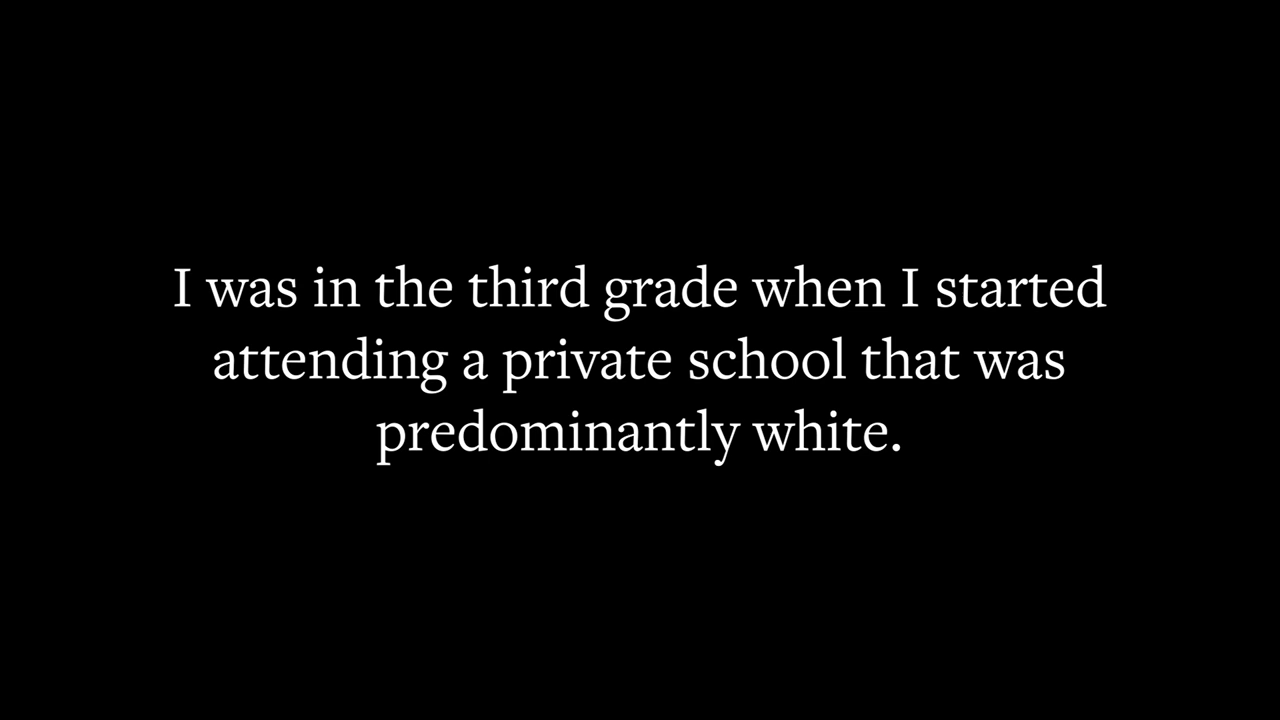 I was in the third grade when I started
attending a private school that was
predominantly white.